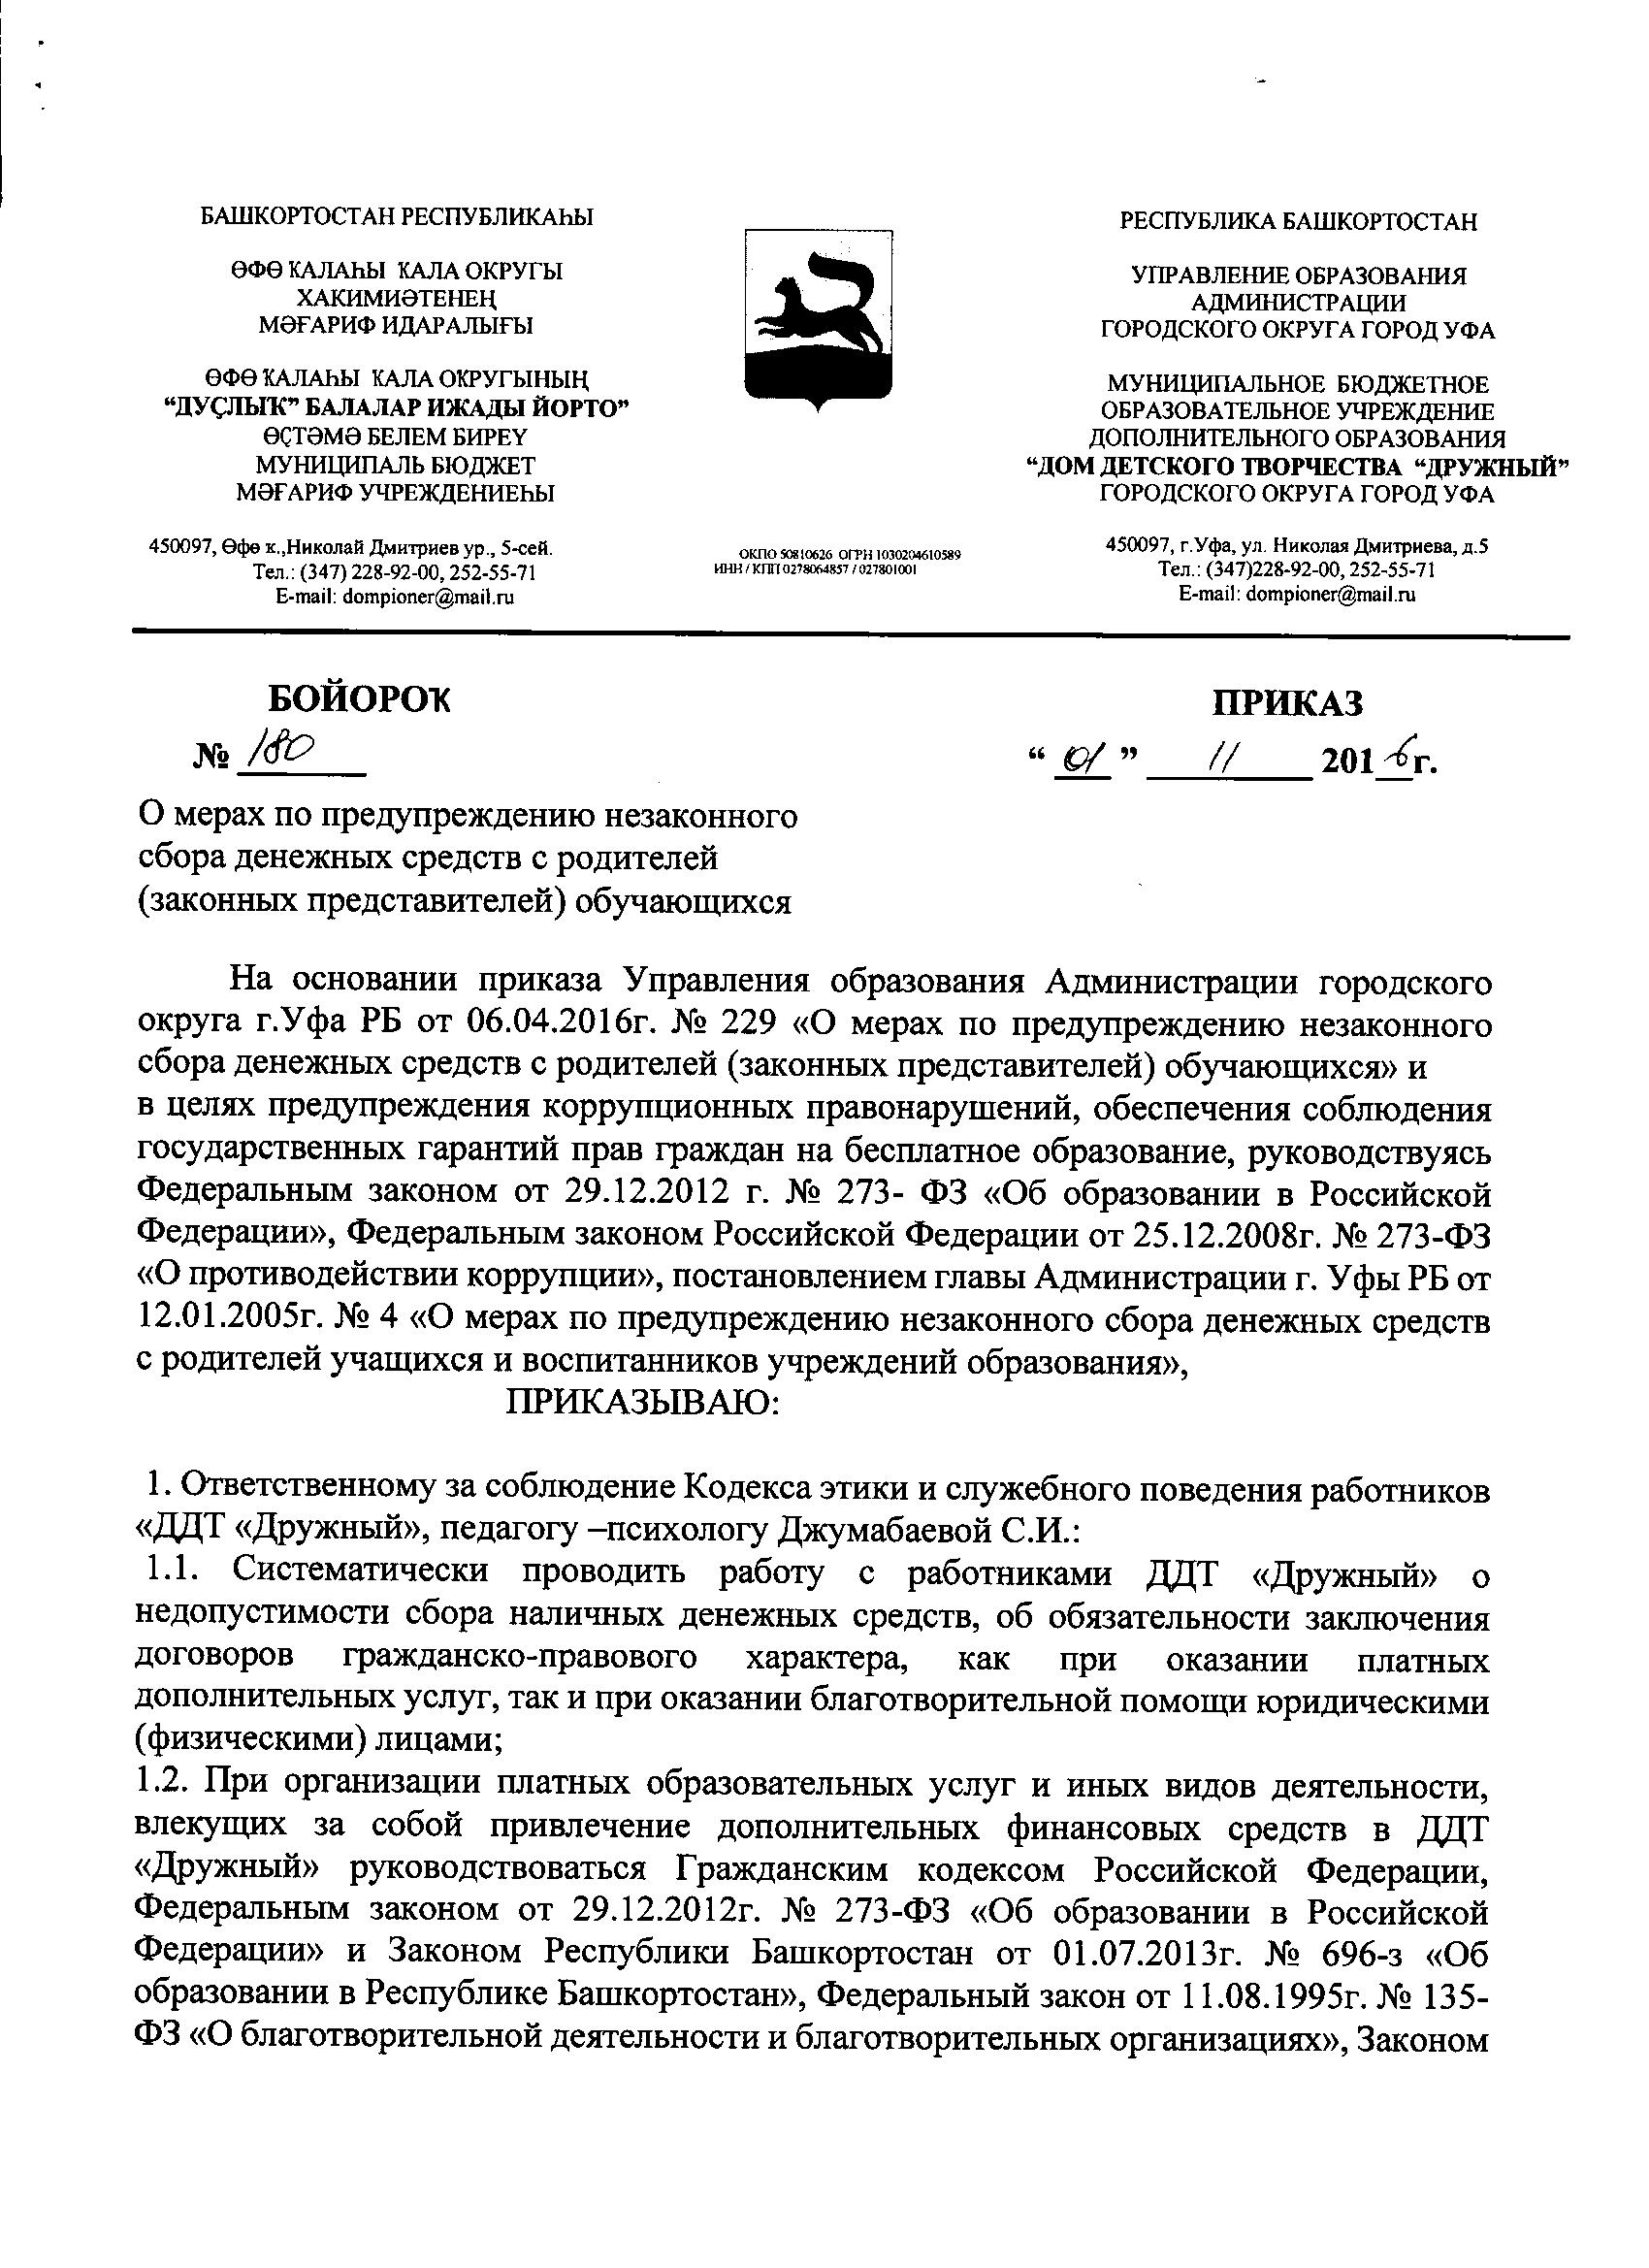 БАШКОРТОСТАН РЕСПУБЛИКАҺЫ
ӨФӨ ҠАЛАҺЫ ҠАЛА ОКРУГЫ
ХАКИМИӘТЕНЕҢ
МӘҒАРИФ ИДАРАЛЫҒЫ
ӨФӨ ҠАЛАҺЫ ҠАЛА ОКРУГЫНЫҢ
“ДУҪЛЫҠ” БАЛАЛАР ИЖАДЫ ЙОРТО”
ӨҪТӘМӘ БЕЛЕМ БИРЕҮ
МУНИЦИПАЛЬ БЮДЖЕТ
МӘҒАРИФ УЧРЕЖДЕНИЕҺЫ
450097, Өфө к.,Николай Дмитриев ур., 5-сей.
Тел.: (347) 228-92-00, 252-55-71
E-mail: dompioner@mail.ru
ОКПО 50810626 ОГРН 1030204610589
ИНН / КПП 0278064857 / 027801001
РЕСПУБЛИКА БАШКОРТОСТАН
УПРАВЛЕНИЕ ОБРАЗОВАНИЯ
АДМИНИСТРАЦИИ
ГОРОДСКОГО ОКРУГА ГОРОД УФА
МУНИЦИПАЛЬНОЕ БЮДЖЕТНОЕ
ОБРАЗОВАТЕЛЬНОЕ УЧРЕЖДЕНИЕ
ДОПОЛНИТЕЛЬНОГО ОБРАЗОВАНИЯ
“ДОМ ДЕТСКОГО ТВОРЧЕСТВА “ДРУЖНЫЙ”
ГОРОДСКОГО ОКРУГА ГОРОД УФА
450097, г.Уфа, ул. Николая Дмитриева, д.5
Тел.: (347)228-92-00, 252-55-71
E-mail: dompioner@mail.ru
БОЙОРОҠ
№ 180
ПРИКАЗ
“ 01 ” 11 2016г.
О мерах по предупреждению незаконного
сбора денежных средств с родителей
(законных представителей) обучающихся
На основании приказа Управления образования Администрации городского
округа г.Уфа РБ от 06.04.2016г. № 229 «О мерах по предупреждению незаконного
сбора денежных средств с родителей (законных представителей) обучающихся» и
в целях предупреждения коррупционных правонарушений, обеспечения соблюдения
государственных гарантий прав граждан на бесплатное образование, руководствуясь
Федеральным законом от 29.12.2012 г. № 273- ФЗ «Об образовании в Российской
Федерации», Федеральным законом Российской Федерации от 25.12.2008г. № 273-ФЗ
«О противодействии коррупции», постановлением главы Администрации г. Уфы РБ от
12.01.2005г. № 4 «О мерах по предупреждению незаконного сбора денежных средств
с родителей учащихся и воспитанников учреждений образования»,
ПРИКАЗЫВАЮ:
1. Ответственному за соблюдение Кодекса этики и служебного поведения работников
«ДДТ «Дружный», педагогу –психологу Джумабаевой С.И.:
1.1. Систематически проводить работу с работниками ДДТ «Дружный» о
недопустимости сбора наличных денежных средств, об обязательности заключения
договоров гражданско-правового характера, как при оказании платных
дополнительных услуг, так и при оказании благотворительной помощи юридическими
(физическими) лицами;
1.2. При организации платных образовательных услуг и иных видов деятельности,
влекущих за собой привлечение дополнительных финансовых средств в ДДТ
«Дружный» руководствоваться Гражданским кодексом Российской Федерации,
Федеральным законом от 29.12.2012г. № 273-ФЗ «Об образовании в Российской
Федерации» и Законом Республики Башкортостан от 01.07.2013г. № 696-з «Об
образовании в Республике Башкортостан», Федеральный закон от 11.08.1995г. № 135-
ФЗ «О благотворительной деятельности и благотворительных организациях», Законом